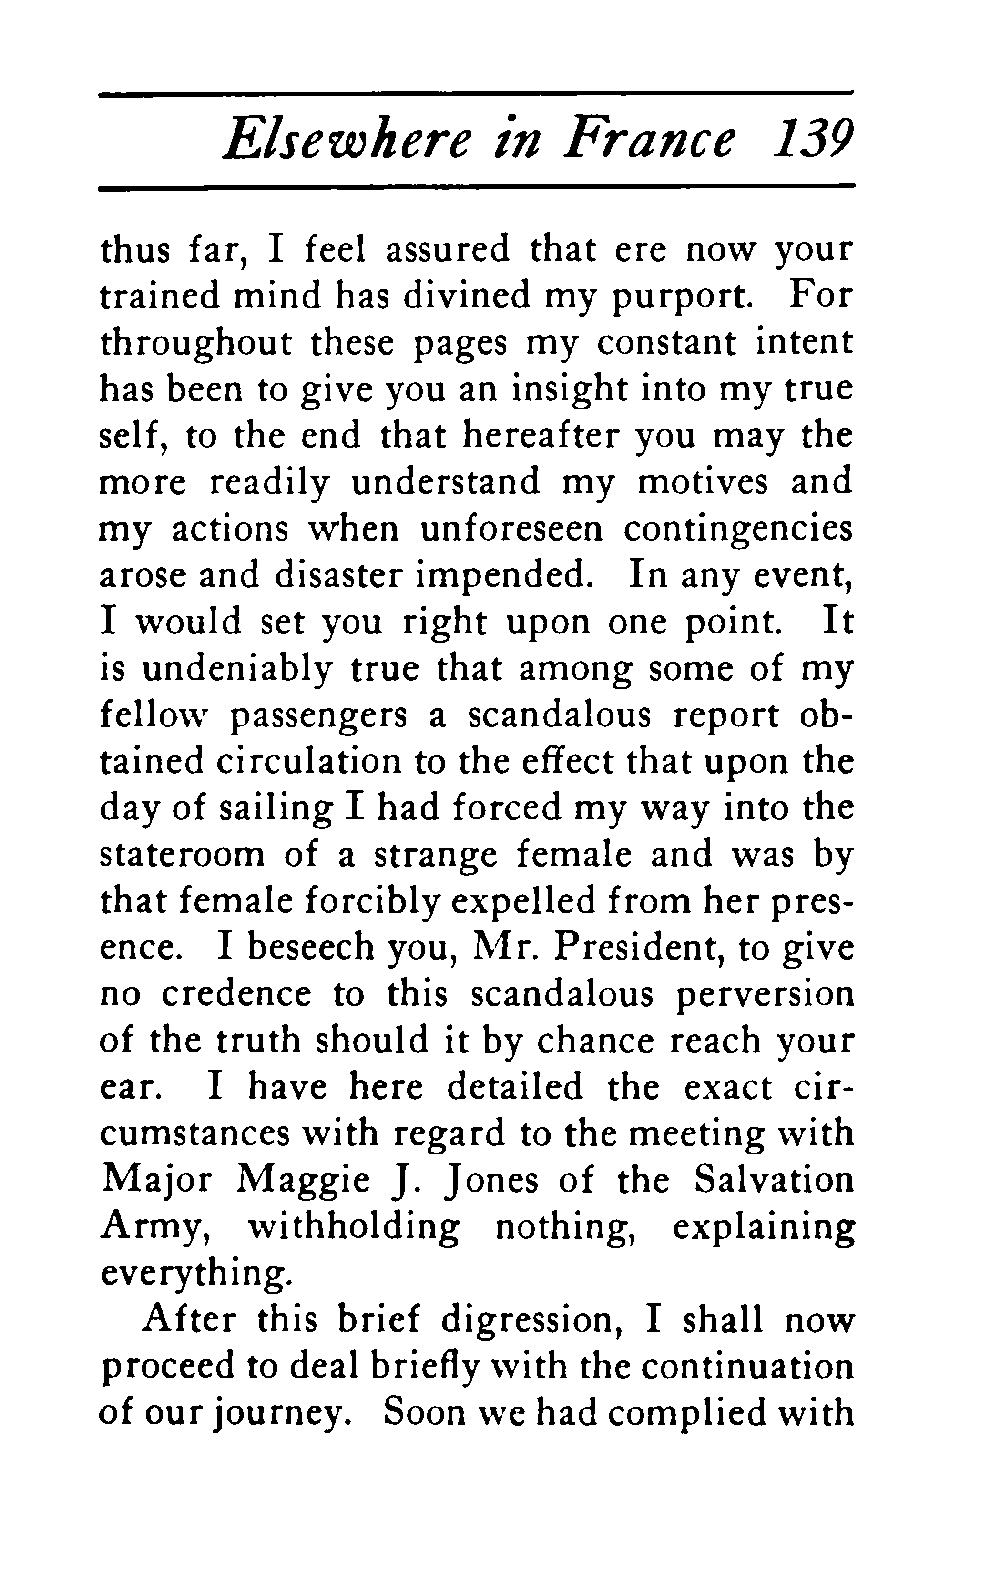 Elsewhere in France 139
thus far, I feel assured that ere now your
trained mind has divined my purport. For
throughout these pages my constant intent
has been to give you an insight into my true
self, to the end that hereafter you may the
more readily understand my motives and
my actions when unforeseen contingencies
arose and disaster impended. In any event,
I would set you right upon one point. It
is undeniably true that among some of my
fellow passengers a scandalous report ob-
tained circulation to the effect that upon the
day of sailing I had forced my way into the
stateroom of a strange female and was by
that female forcibly expelled from her pres-
ence. I beseech you, Mr. President, to give
no credence to this scandalous perversion
of the truth should it by chance reach your
ear. I have here detailed the exact cir-
cumstances with regard to the meeting with
Major Maggie J. Jones of the Salvation
Army, withholding nothing, explaining
everything.
After this brief digression, I shall now
proceed to deal briefly with the continuation
of our journey. Soon we had complied with